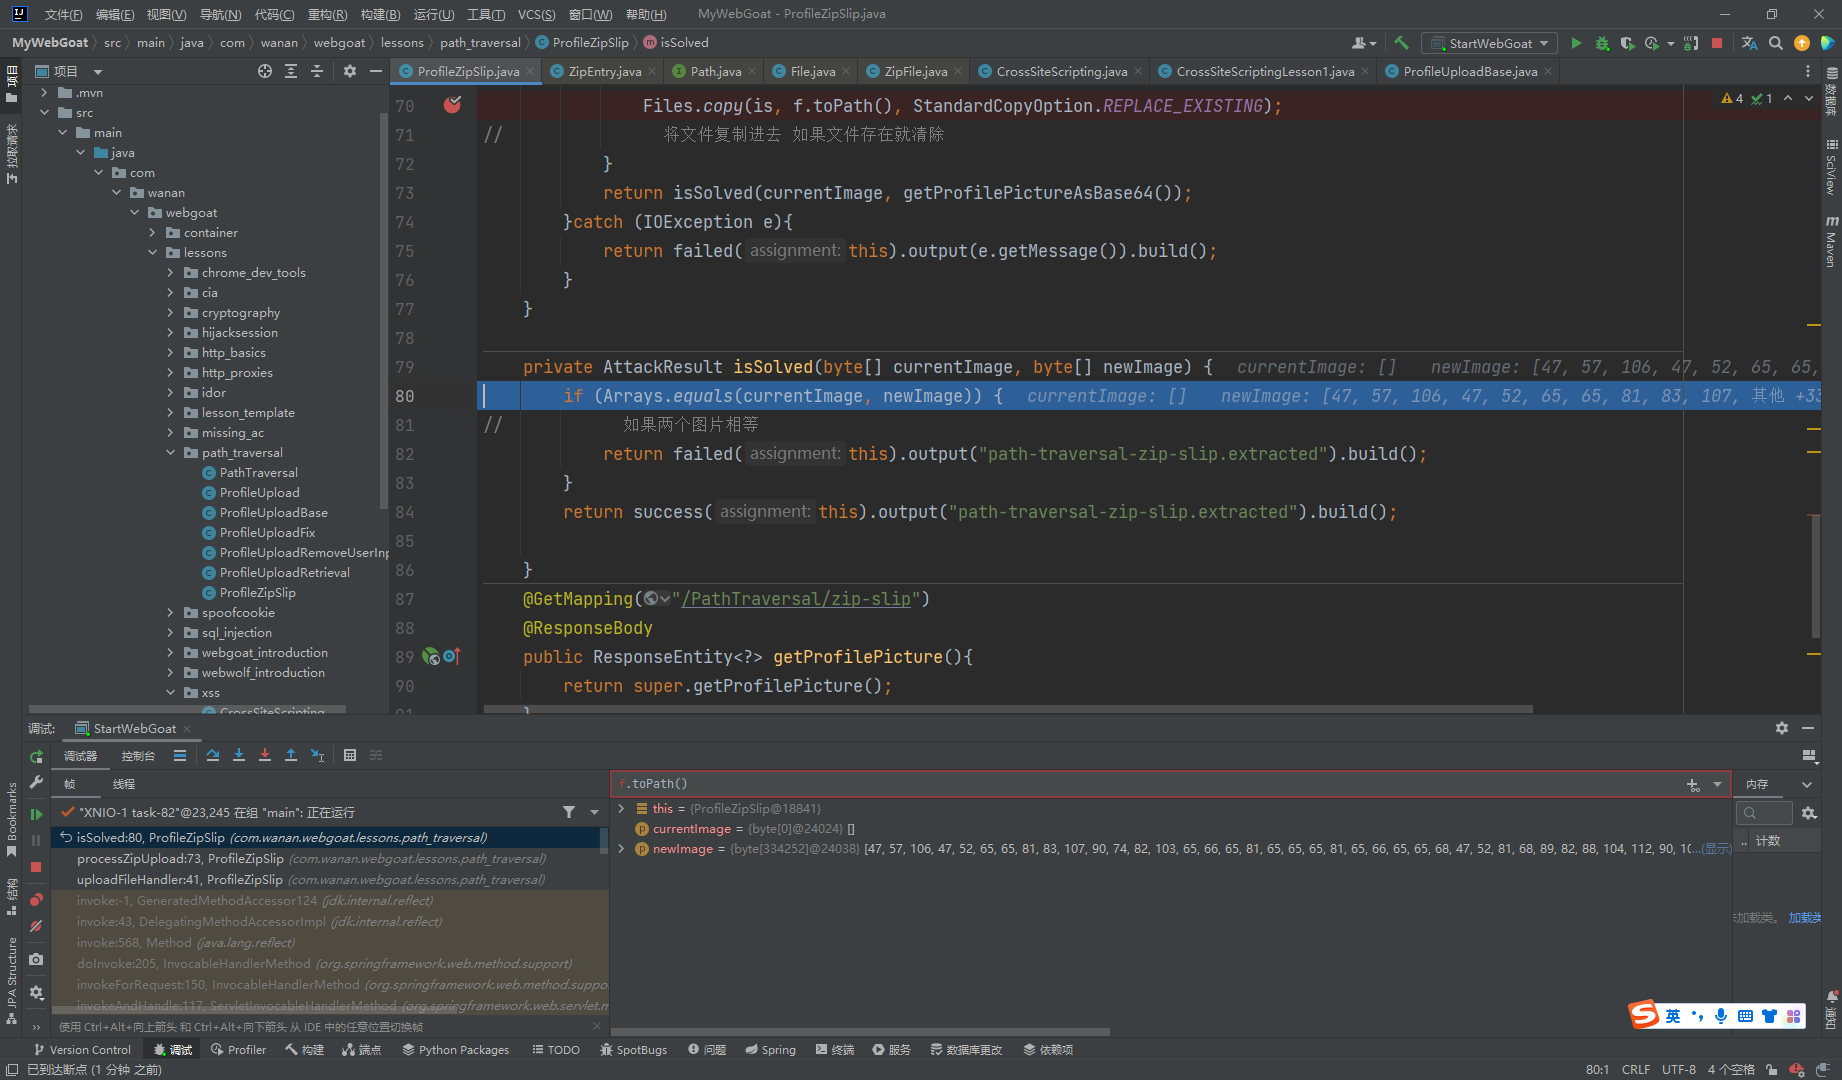 文件(F) 编辑(E) 视图(V) 导航(N) 代码(C) 重构(R) 构建(B) 运行(U) 工具(T) VCS(S) 窗口(W) 帮助(H) MyWebGoat - ProfileZipSlip.java
MyWebGoat src main java com wanan webgoat lessons path_traversal ProfileZipSlip isSolved
StartWebGoat
项目
ProfileZipSlip.java ZipEntry.java Path.java File.java ZipFile.java CrossSiteScripting.java CrossSiteScriptingLesson1.java ProfileUploadBase.java
项目
拉取请求
Bookmarks
结构
JPA Structure
.mvn
src
main
java
com
wanan
webgoat
container
lessons
chrome_dev_tools
cia
cryptography
hijacksession
http_basics
http_proxies
idor
lesson_template
missing_ac
path_traversal
PathTraversal
ProfileUpload
ProfileUploadBase
ProfileUploadFix
ProfileUploadRemoveUserInp
ProfileUploadRetrieval
ProfileZipSlip
spoofcookie
sql_injection
webgoat_introduction
webwolf_introduction
xss
CrossSiteScripting
4 1
70 Files.copy(is, f.toPath(), StandardCopyOption.REPLACE_EXISTING);
71 // 将文件复制进去 如果文件存在就清除
72 }
73 return isSolved(currentImage, getProfilePictureAsBase64());
74 }catch (IOException e){
75 return failed( assignment: this).output(e.getMessage()).build();
76 }
77 }
78
79 private AttackResult isSolved(byte[] currentImage, byte[] newImage) { currentImage: [] newImage: [47, 57, 106, 47, 52, 65, 65,
80 if (Arrays.equals(currentImage, newImage)) { currentImage: [] newImage: [47, 57, 106, 47, 52, 65, 65, 81, 83, 107, 其他 +33
81 // 如果两个图片相等
82 return failed( assignment: this).output("path-traversal-zip-slip.extracted").build();
83 }
84 return success( assignment: this).output("path-traversal-zip-slip.extracted").build();
85
86 }
87 @GetMapping("/PathTraversal/zip-slip")
88 @ResponseBody
89 public ResponseEntity<?> getProfilePicture(){
90 return super.getProfilePicture();
91 }
数据库
SciView
Maven
通知
调试: StartWebGoat
调试器 控制台
帧 线程
"XNIO-1 task-82"@23,245 在组 "main": 正在运行
isSolved:80, ProfileZipSlip (com.wanan.webgoat.lessons.path_traversal)
processZipUpload:73, ProfileZipSlip (com.wanan.webgoat.lessons.path_traversal)
uploadFileHandler:41, ProfileZipSlip (com.wanan.webgoat.lessons.path_traversal)
invoke:-1, GeneratedMethodAccessor124 (jdk.internal.reflect)
invoke:43, DelegatingMethodAccessorImpl (jdk.internal.reflect)
invoke:568, Method (java.lang.reflect)
doInvoke:205, InvocableHandlerMethod (org.springframework.web.method.support)
invokeForRequest:150, InvocableHandlerMethod (org.springframework.web.method.suppo
invokeAndHandle:117, ServletInvocableHandlerMethod (org.springframework.web.servlet.m
使用 Ctrl+Alt+向上箭头 和 Ctrl+Alt+向下箭头 从 IDE 中的任意位置切换帧
f.toPath()
this = {ProfileZipSlip@18841}
currentImage = {byte[0]@24024} []
newImage = {byte[334252]@24038} [47, 57, 106, 47, 52, 65, 65, 81, 83, 107, 90, 74, 82, 103, 65, 66, 65, 81, 65, 65, 65, 81, 65, 66, 65, 65, 68, 47, 52, 81, 68, 89, 82, 88, 104, 112, 90, 10...(显示)
内存
.. 计数
加载类。 加载类
英
Version Control 调试 Profiler 构建 端点 Python Packages TODO SpotBugs 问题 Spring 终端 服务 数据库更改 依赖项
已到达断点 (1 分钟 之前) 80:1 CRLF UTF-8 4 个空格